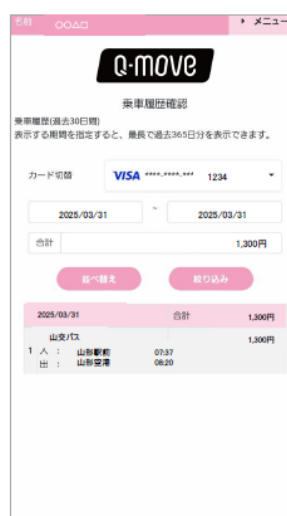 名前 ○○△□ メニュー
Q-move
乗車履歴確認
乗車履歴(過去30日間)
表示する期間を指定すると、最長で過去365日分を表示できます。
カード切替 VISA ****-****-*** 1234
2025/03/31 ~ 2025/03/31
合計 1,300円
並べ替え 絞り込み
2025/03/31 合計 1,300円
山交バス 1,300円
1 入 : 山形駅前 07:37
出 : 山形空港 08:20